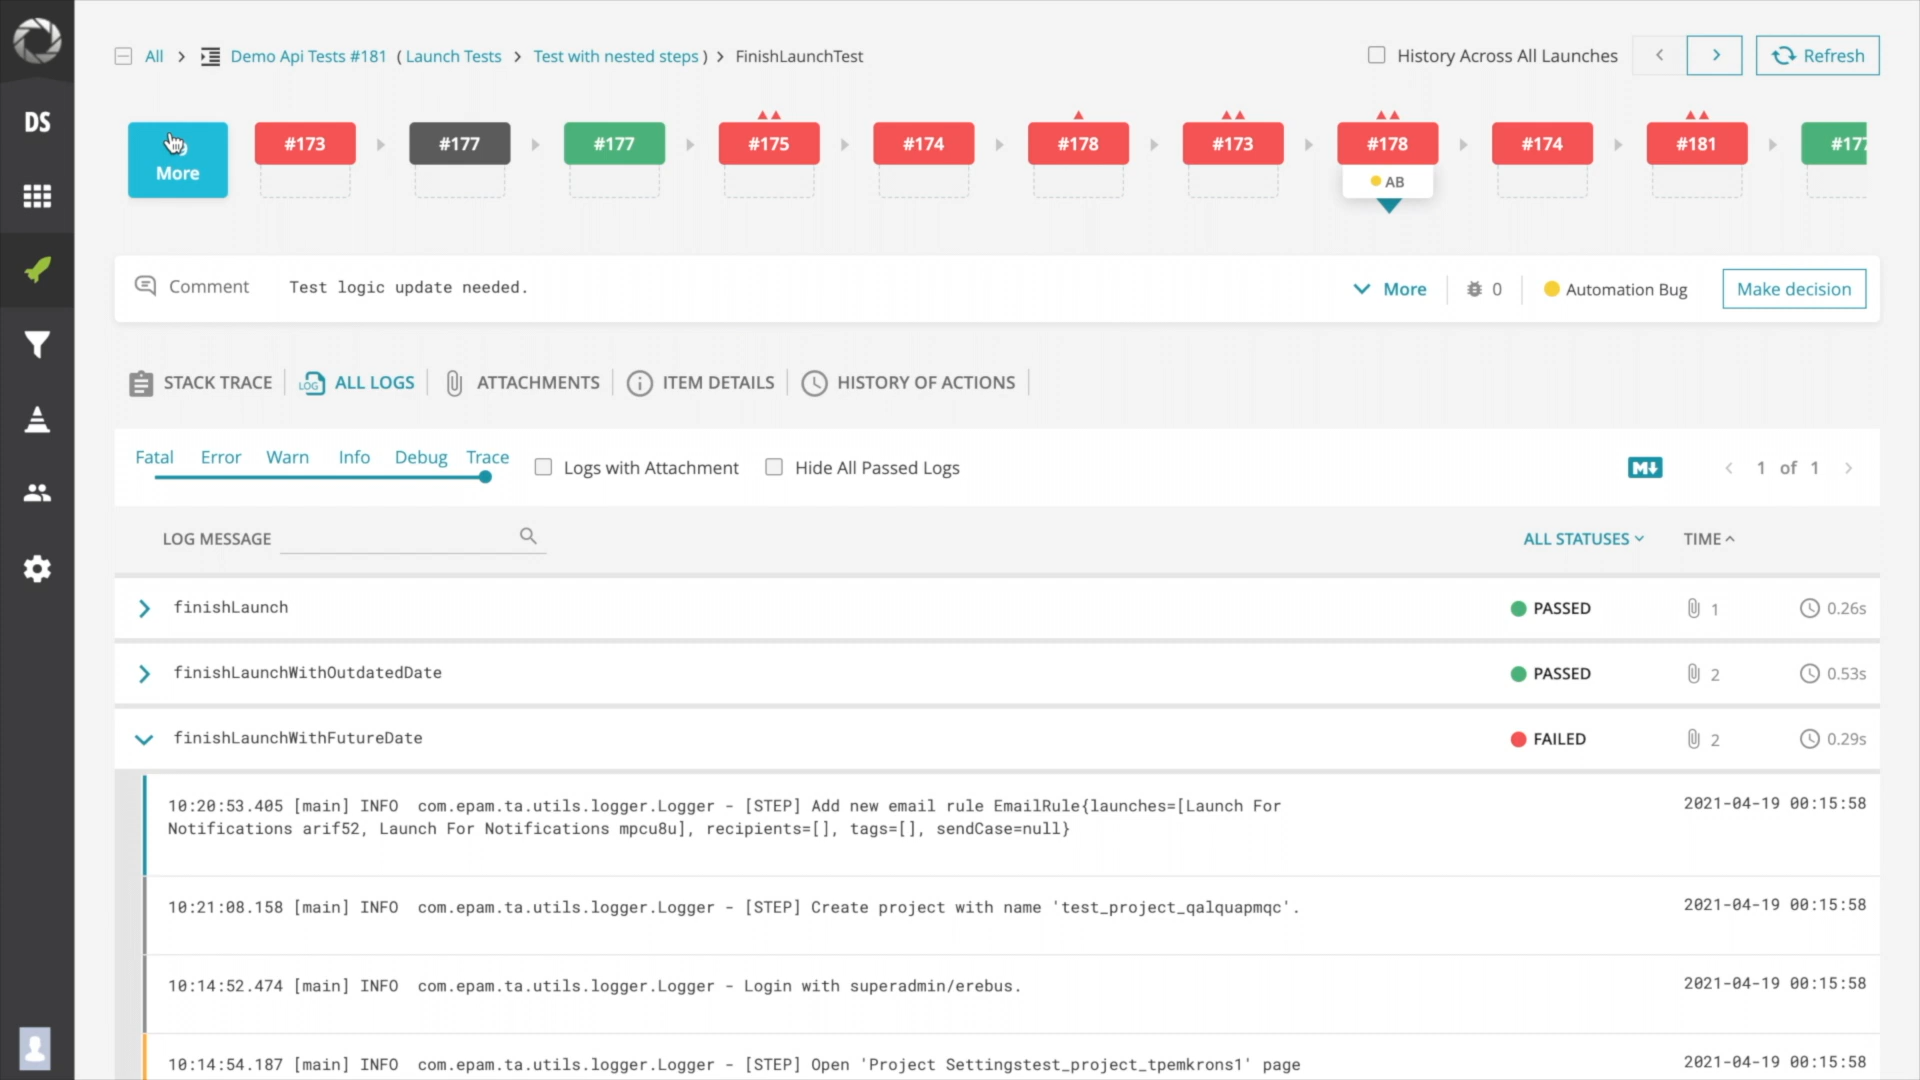 All > Demo Api Tests #181 ( Launch Tests > Test with nested steps ) > FinishLaunchTest
History Across All Launches
Refresh
DS
More
#173
#177
#177
#175
#174
#178
#173
#178
#174
#181
#177
AB
Comment Test logic update needed.
More
0
Automation Bug
Make decision
STACK TRACE
LOG ALL LOGS
ATTACHMENTS
ITEM DETAILS
HISTORY OF ACTIONS
Fatal Error Warn Info Debug Trace
Logs with Attachment
Hide All Passed Logs
M
1 of 1
LOG MESSAGE
ALL STATUSES
TIME
finishLaunch PASSED 1 0.26s
finishLaunchWithOutdatedDate PASSED 2 0.53s
finishLaunchWithFutureDate FAILED 2 0.29s
10:20:53.405 [main] INFO com.epam.ta.utils.logger.Logger - [STEP] Add new email rule EmailRule{launches=[Launch For 2021-04-19 00:15:58
Notifications arif52, Launch For Notifications mpcu8u], recipients=[], tags=[], sendCase=null}
10:21:08.158 [main] INFO com.epam.ta.utils.logger.Logger - [STEP] Create project with name 'test_project_qalquapmqc'. 2021-04-19 00:15:58
10:14:52.474 [main] INFO com.epam.ta.utils.logger.Logger - Login with superadmin/erebus. 2021-04-19 00:15:58
10:14:54.187 [main] INFO com.epam.ta.utils.logger.Logger - [STEP] Open 'Project Settingstest_project_tpemkrons1' page 2021-04-19 00:15:58